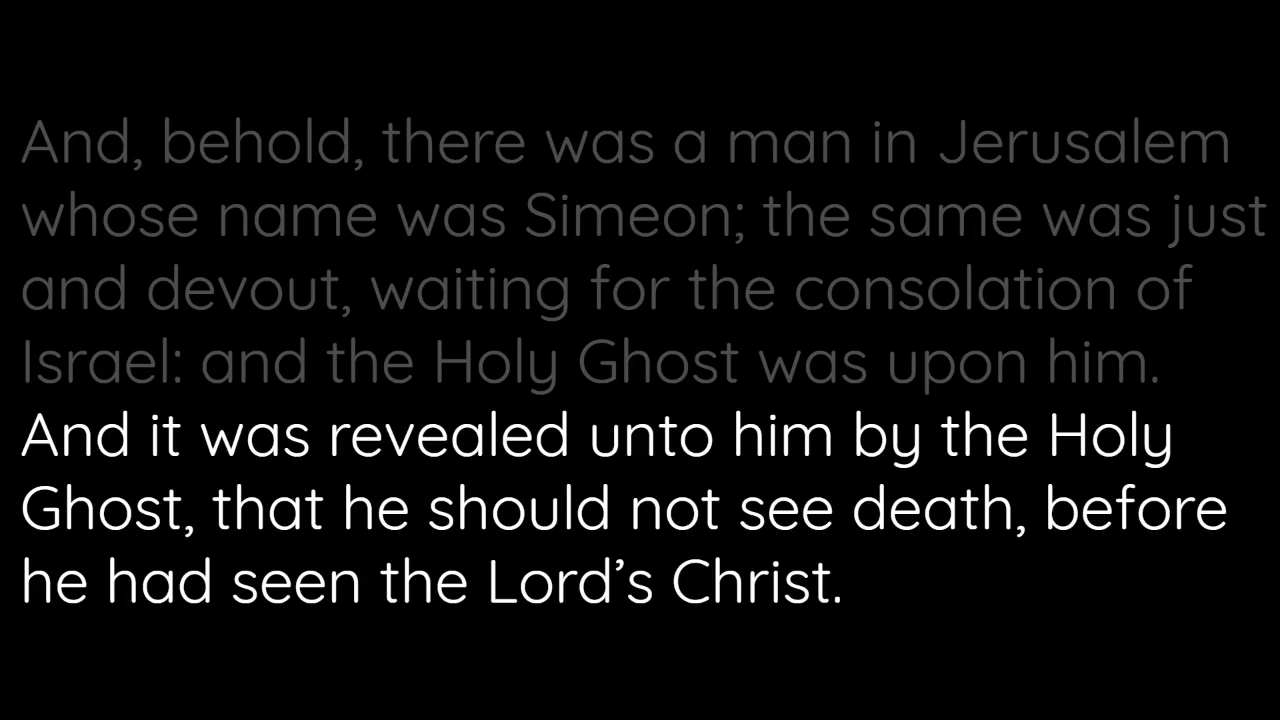 And, behold, there was a man in Jerusalem
whose name was Simeon; the same was just
and devout, waiting for the consolation of
Israel: and the Holy Ghost was upon him.
And it was revealed unto him by the Holy
Ghost, that he should not see death, before
he had seen the Lord’s Christ.